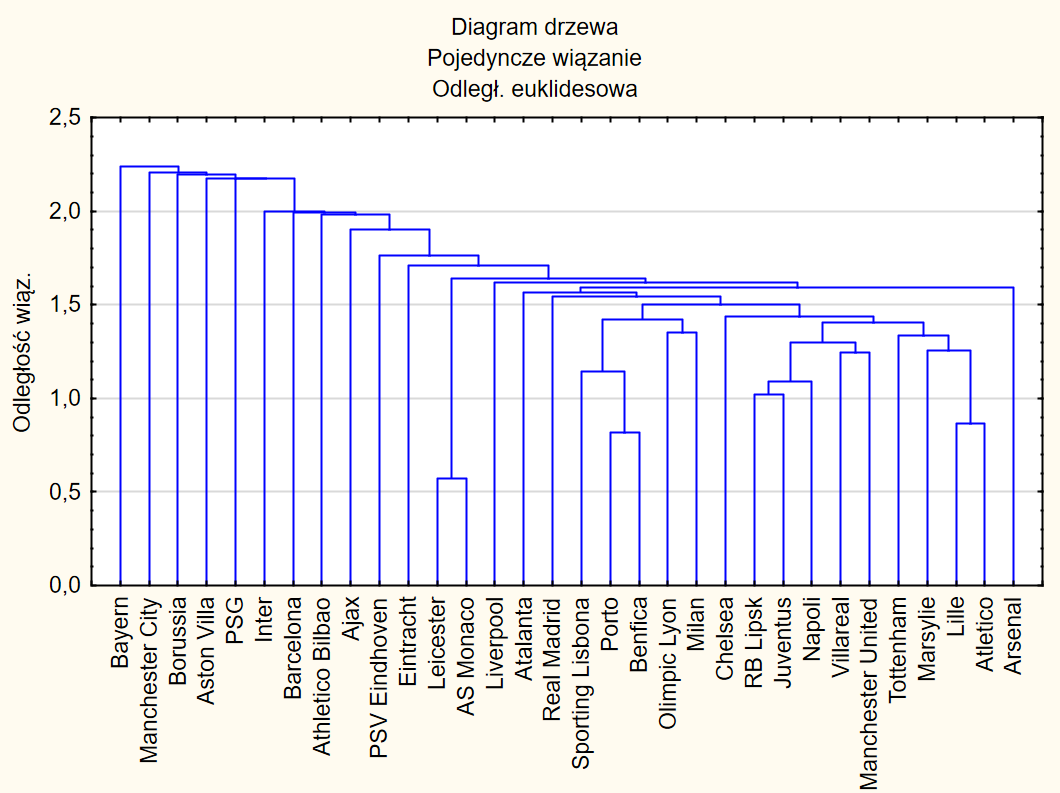 Diagram drzewa
Pojedyncze wiązanie
Odległ. euklidesowa
Odległość wiąz.
2,5
2,0
1,5
1,0
0,5
0,0
Bayern
Manchester City
Borussia
Aston Villa
PSG
Inter
Barcelona
Athletico Bilbao
Ajax
PSV Eindhoven
Eintracht
Leicester
AS Monaco
Liverpool
Atalanta
Real Madrid
Sporting Lisbona
Porto
Benfica
Olimpic Lyon
Milan
Chelsea
RB Lipsk
Juventus
Napoli
Villareal
Manchester United
Tottenham
Marsylie
Lille
Atletico
Arsenal